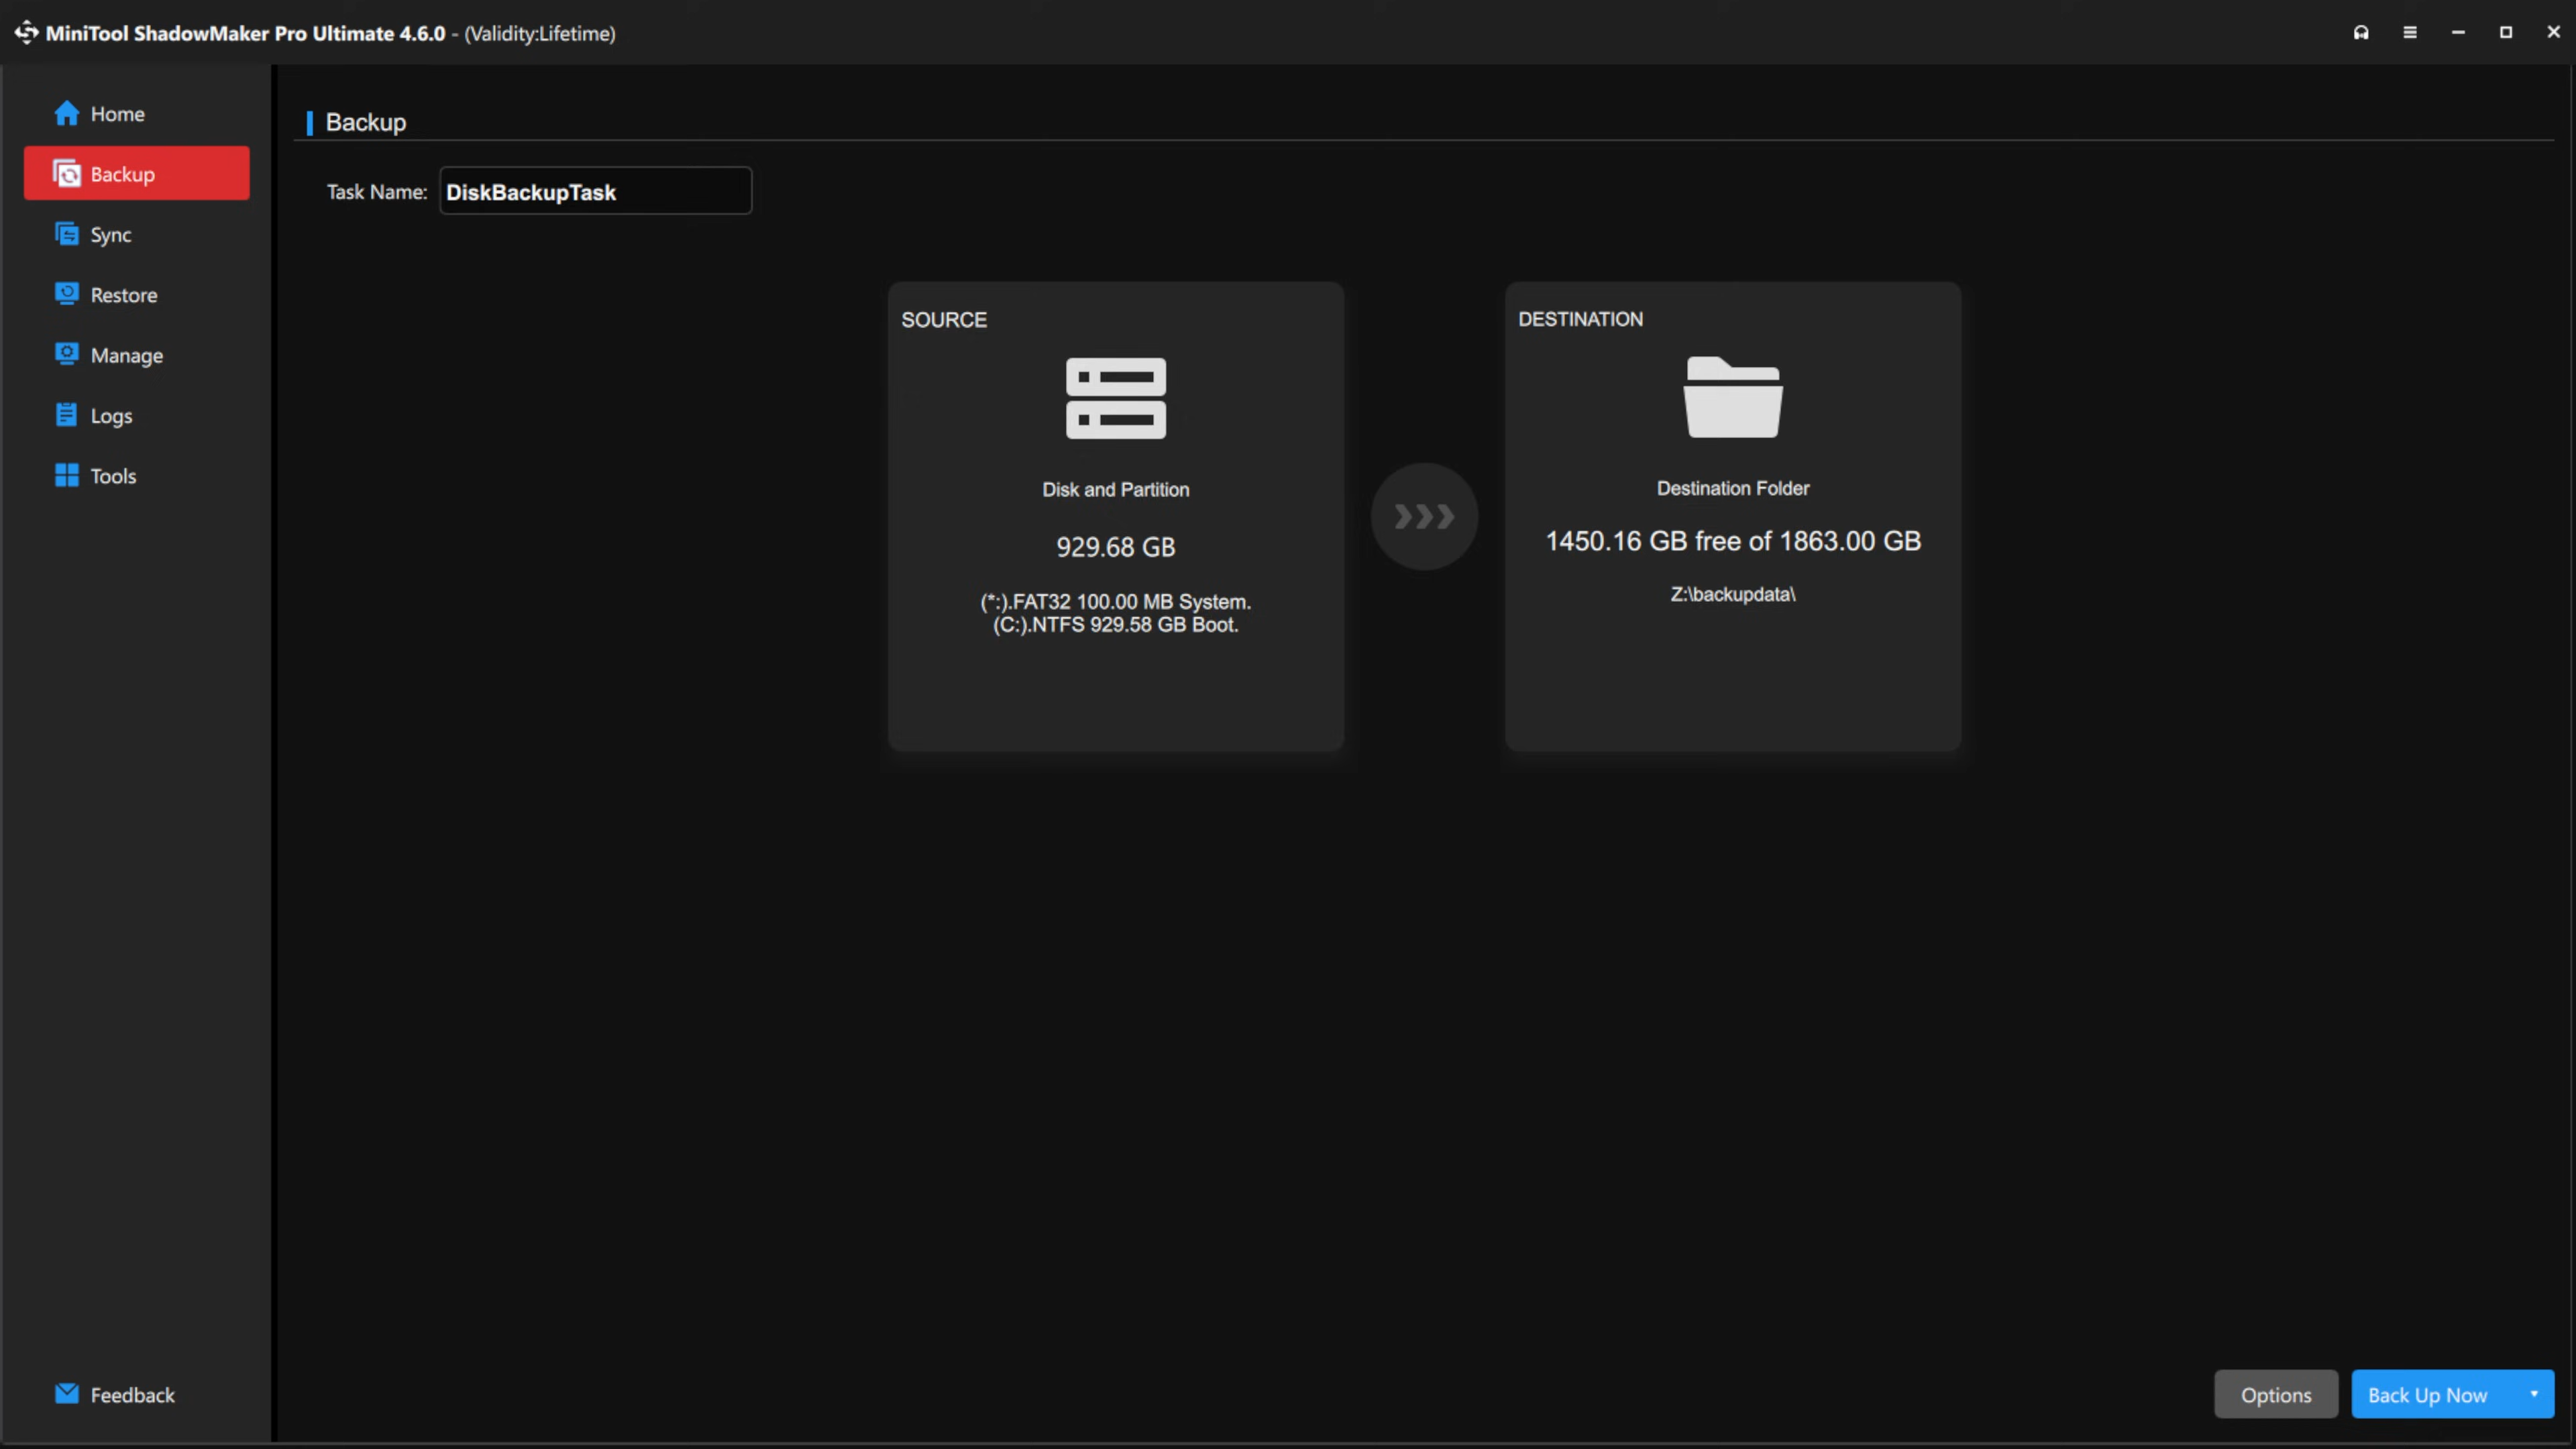 MiniTool ShadowMaker Pro Ultimate 4.6.0 - (Validity:Lifetime)
Home
Backup
Sync
Restore
Manage
Logs
Tools
Feedback
Backup
Task Name: DiskBackupTask
SOURCE
Disk and Partition
929.68 GB
(*:).FAT32 100.00 MB System.
(C:).NTFS 929.58 GB Boot.
DESTINATION
Destination Folder
1450.16 GB free of 1863.00 GB
Z:\backupdata\
Options
Back Up Now